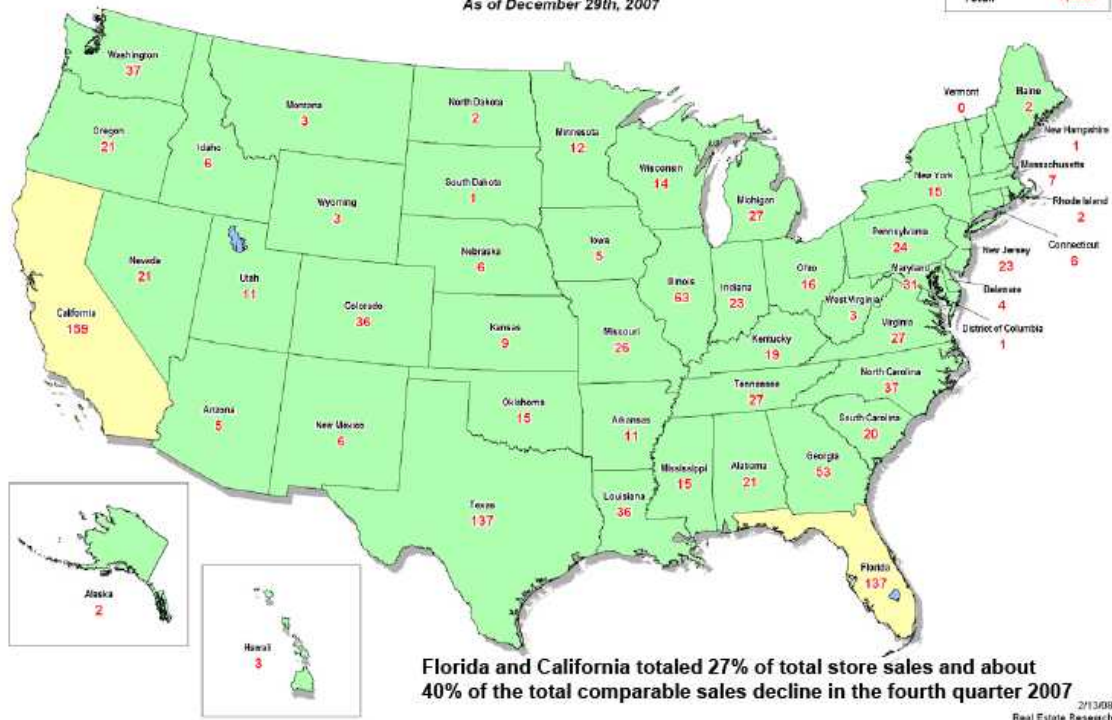 As of December 29th, 2007
Washington
37
Oregon
21
Idaho
6
Montana
3
North Dakota
2
Minnesota
12
Wisconsin
14
Michigan
27
Vermont
0
Maine
2
New Hampshire
1
Massachusetts
7
Rhode Island
2
Connecticut
6
New York
15
Pennsylvania
24
New Jersey
23
Maryland
31
Delaware
4
District of Columbia
1
Wyoming
3
South Dakota
1
Nebraska
6
Iowa
5
Illinois
63
Indiana
23
Ohio
16
West Virginia
3
Virginia
27
California
159
Nevada
21
Utah
11
Colorado
36
Kansas
9
Missouri
26
Kentucky
19
North Carolina
37
Tennessee
27
South Carolina
20
Arizona
5
New Mexico
6
Oklahoma
15
Arkansas
11
Mississippi
15
Alabama
21
Georgia
53
Texas
137
Louisiana
36
Florida
137
Alaska
2
Hawaii
3
Florida and California totaled 27% of total store sales and about
40% of the total comparable sales decline in the fourth quarter 2007
2/13/08
Real Estate Research